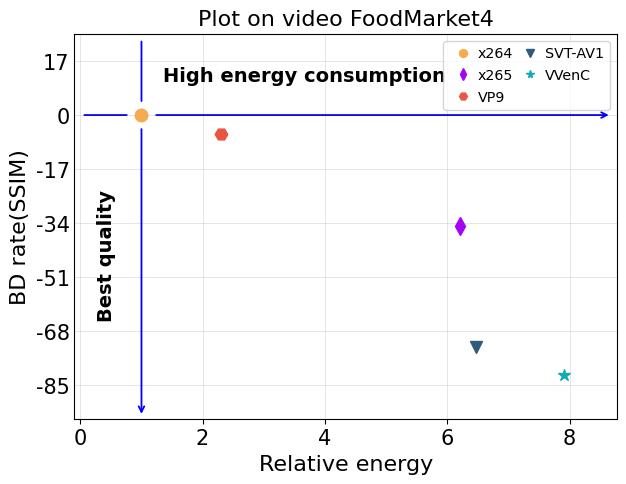 Plot on video FoodMarket4
17
0
-17
-34
-51
-68
-85
BD rate(SSIM)
High energy consumption
Best quality
x264
x265
VP9
SVT-AV1
VVenC
0 2 4 6 8
Relative energy